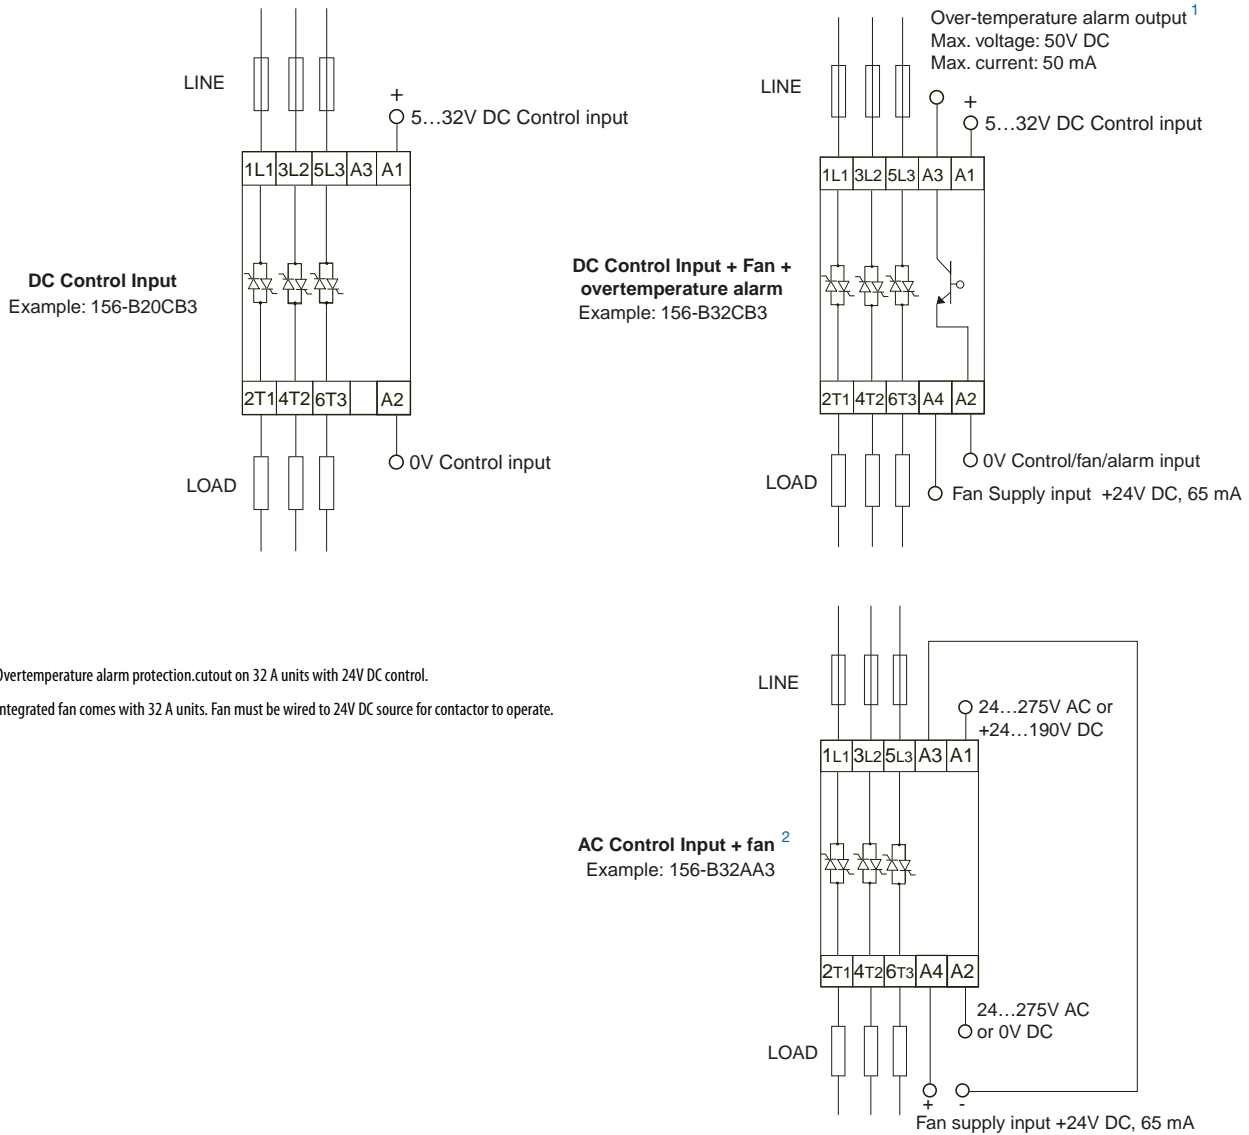 LINE
+
5…32V DC Control input
1L1 3L2 5L3 A3 A1
DC Control Input
Example: 156-B20CB3
2T1 4T2 6T3 A2
0V Control input
LOAD
Over-temperature alarm output 1
Max. voltage: 50V DC
Max. current: 50 mA
LINE
+
5…32V DC Control input
1L1 3L2 5L3 A3 A1
DC Control Input + Fan +
overtemperature alarm
Example: 156-B32CB3
2T1 4T2 6T3 A4 A2
0V Control/fan/alarm input
LOAD
Fan Supply input +24V DC, 65 mA
Overtemperature alarm protection.cutout on 32 A units with 24V DC control.
ntegrated fan comes with 32 A units. Fan must be wired to 24V DC source for contactor to operate.
LINE
24…275V AC or
+24…190V DC
1L1 3L2 5L3 A3 A1
AC Control Input + fan 2
Example: 156-B32AA3
2T1 4T2 6T3 A4 A2
24…275V AC
or 0V DC
LOAD
+ -
Fan supply input +24V DC, 65 mA